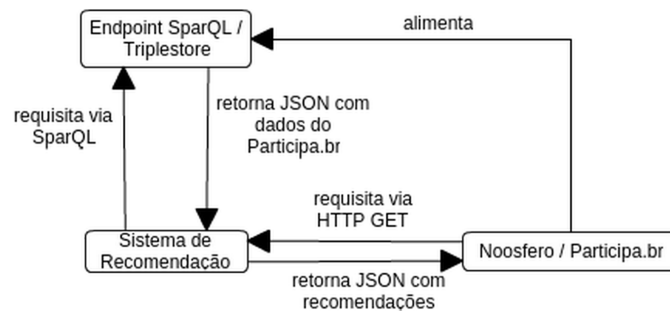 Endpoint SparQL /
Triplestore
alimenta
requisita via
SparQL
retorna JSON com
dados do
Participa.br
requisita via
HTTP GET
Sistema de
Recomendação
Noosfero / Participa.br
retorna JSON com
recomendações